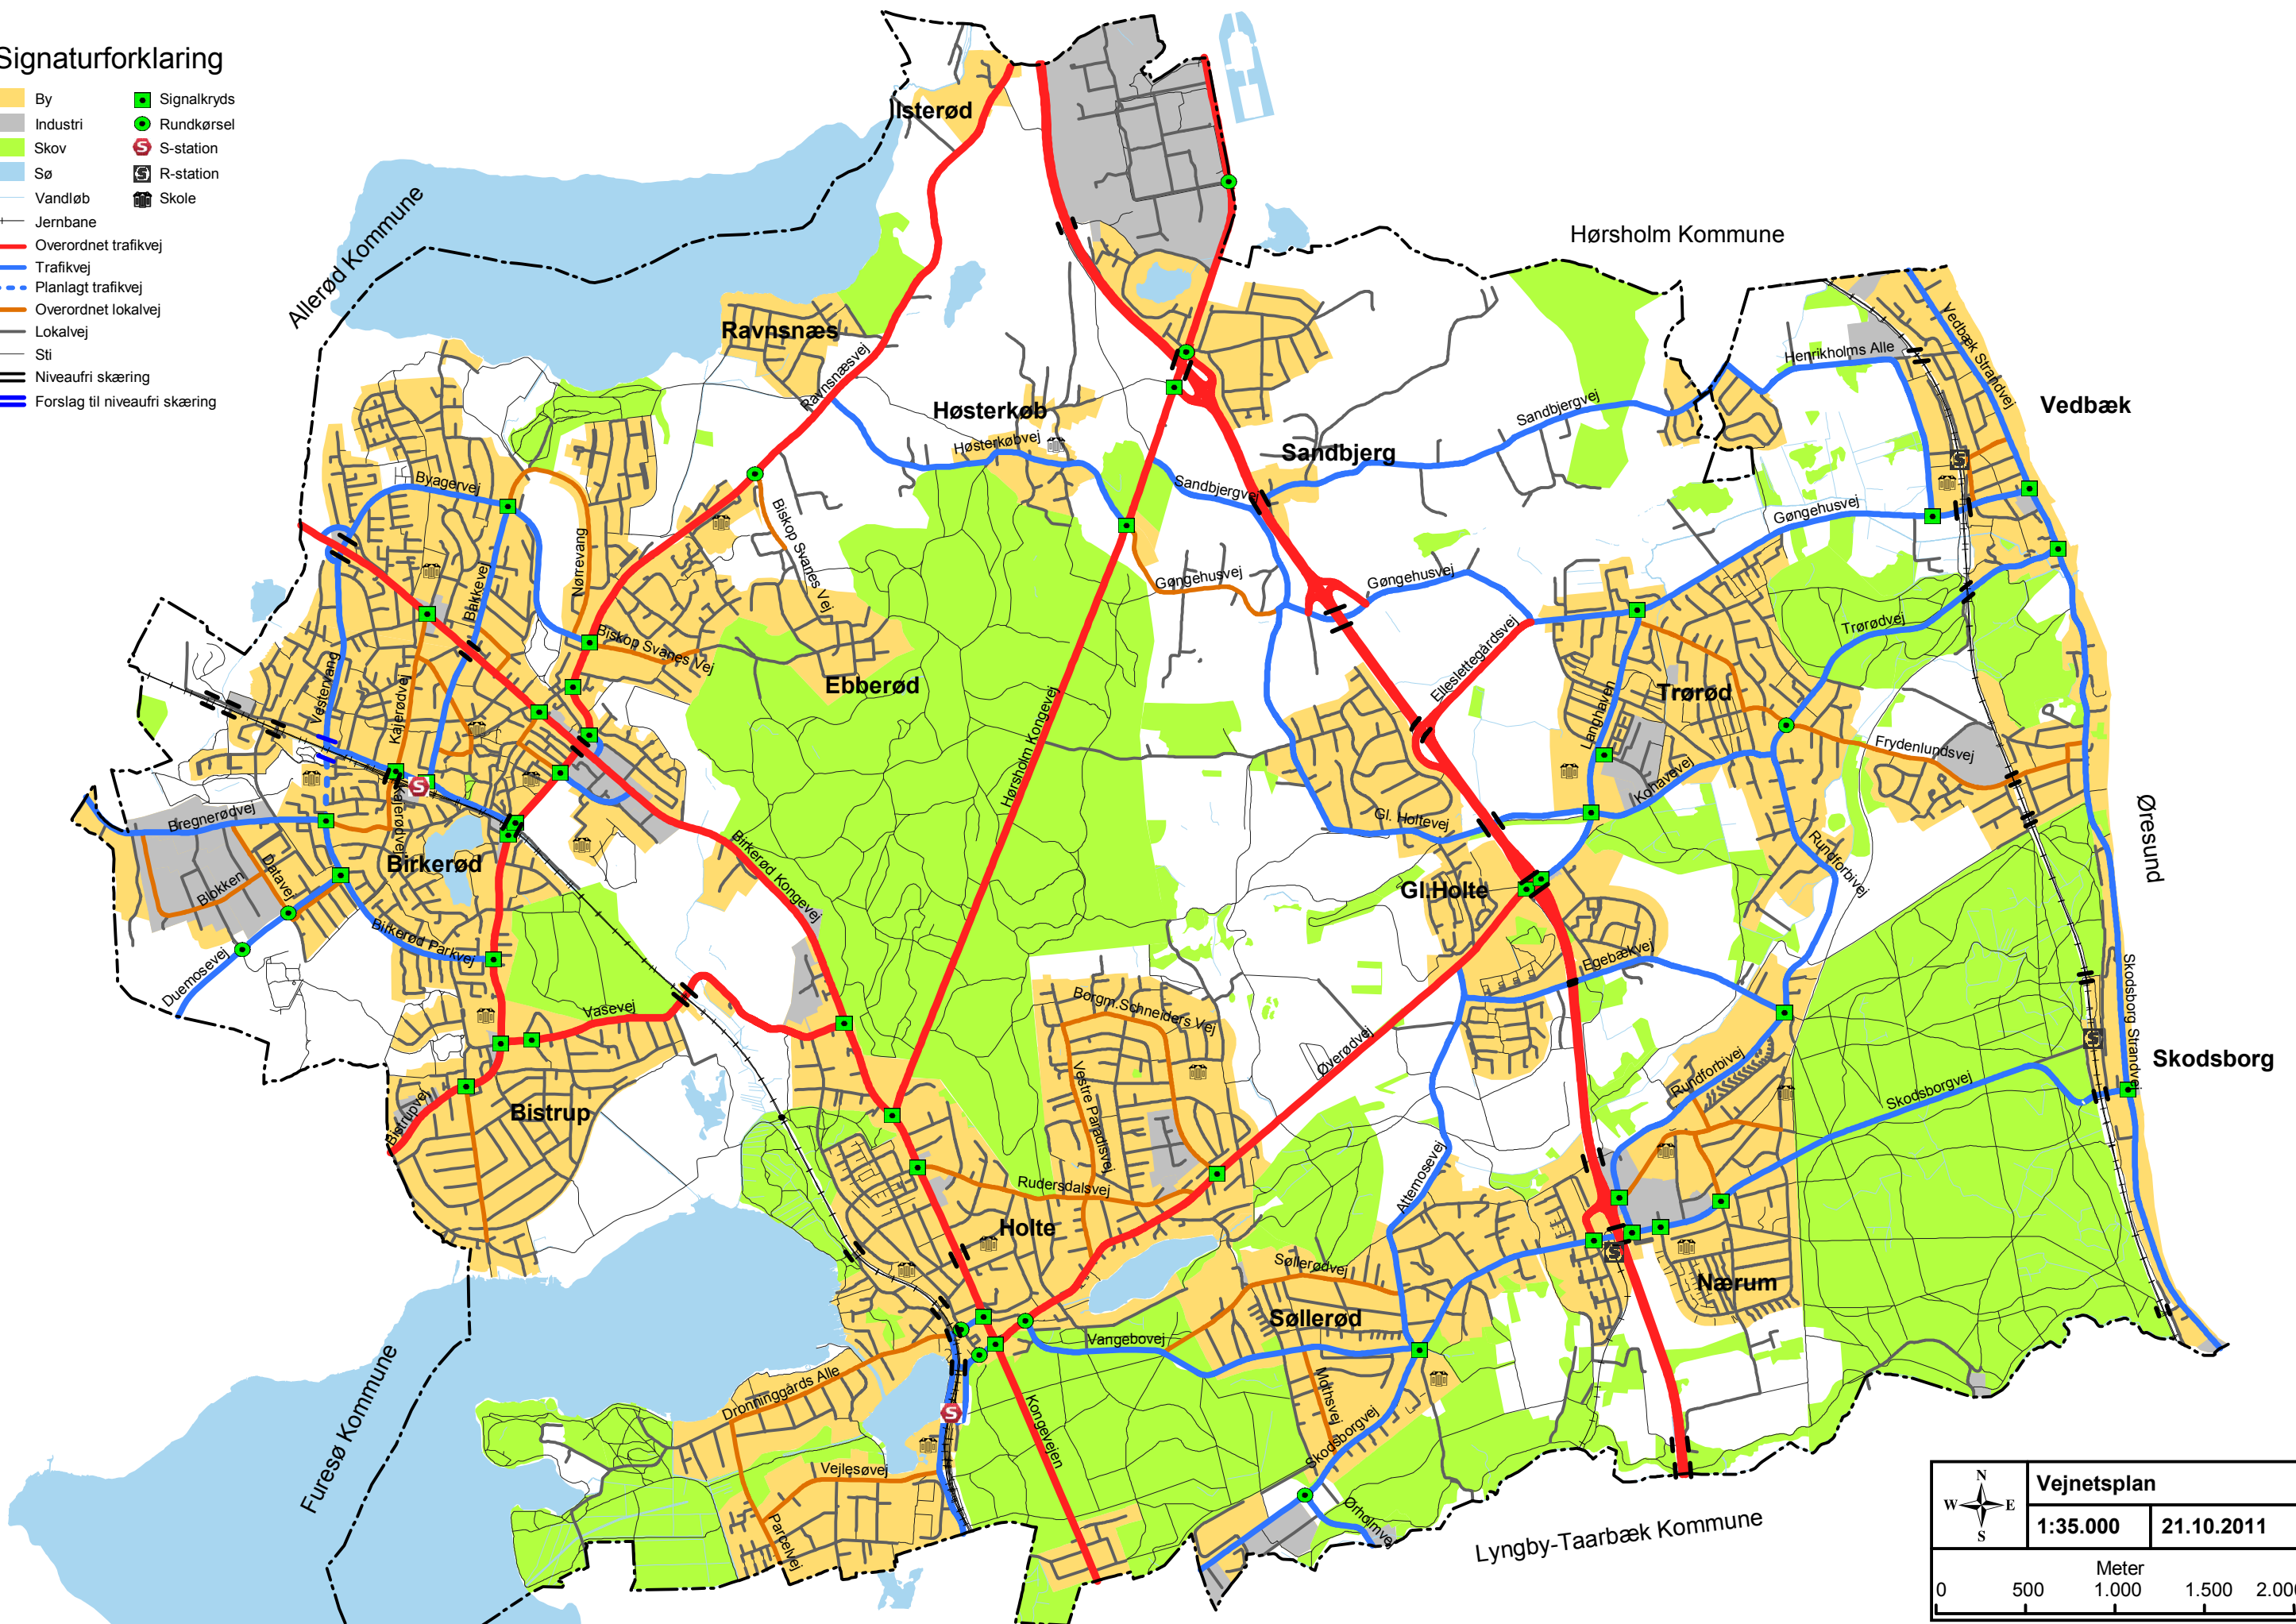 Signaturforklaring
By
Industri
Skov
Sø
Vandløb
Jernbane
Overordnet trafikvej
Trafikvej
Planlagt trafikvej
Overordnet lokalvej
Lokalvej
Sti
Niveaufri skæring
Forslag til niveaufri skæring
Signalkryds
Rundkørsel
S-station
R-station
Skole
Isterød
Allerød Kommune
Hørsholm Kommune
Ravnsnæs
Ravnsnæsvej
Høsterkøb
Høsterkøbvej
Sandbjerg
Sandbjergvej
Sandbjergvej
Henrikholms Alle
Vedbæk Strandvej
Vedbæk
Byagervej
Bakkevej
Nørrevang
Biskop Svanes Vej
Biskop Svanes Vej
Gøngehusvej
Gøngehusvej
Gøngehusvej
Trørødvej
Elleslettegårdsvej
Langhaven
Trørød
Ebberød
Vestervang
Kajerødvej
Kajerødvej
Hørsholm Kongevej
Frydenlundsvej
Kohavevej
Rundforbivej
Øresund
Bregnerødvej
Blokken
Datavej
Birkerød
Birkerød Kongevej
Birkerød Parkvej
Duemosevej
Gl. Holtevej
Gl.Holte
Egebækvej
Vasevej
Borgm.Schneiders Vej
Vestre Paradisvej
Øverødvej
Rundforbivej
Skodsborgvej
Skodsborg Strandvej
Skodsborg
Bistrupvej
Bistrup
Attemosevej
Rudersdalsvej
Holte
Søllerødvej
Søllerød
Nærum
Vangebovej
Mothsvej
Skodsborgvej
Dronninggårds Alle
Kongevejen
Vejlesøvej
Parcelvej
Ørholmvej
Furesø Kommune
Lyngby-Taarbæk Kommune
N
W E
S
Vejnetsplan
1:35.000
21.10.2011
Meter
0 500 1.000 1.500